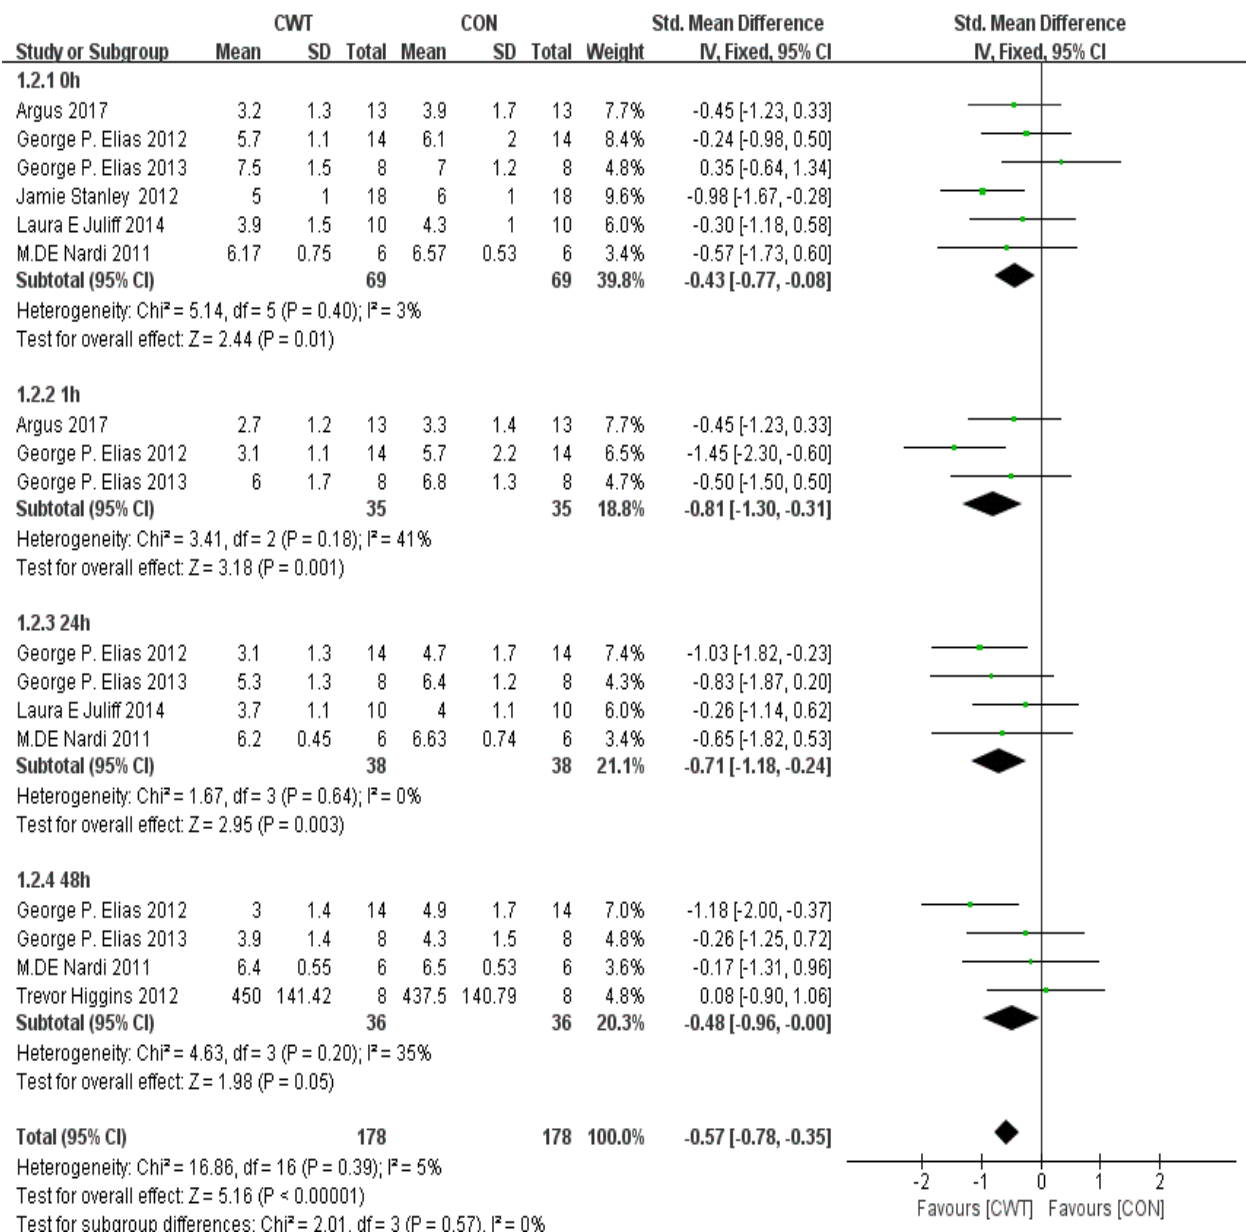 CWT CON Std. Mean Difference Std. Mean Difference
Study or Subgroup Mean SD Total Mean SD Total Weight IV, Fixed, 95% CI IV, Fixed, 95% CI
1.2.1 0h
Argus 2017 3.2 1.3 13 3.9 1.7 13 7.7% -0.45 [-1.23, 0.33]
George P. Elias 2012 5.7 1.1 14 6.1 2 14 8.4% -0.24 [-0.98, 0.50]
George P. Elias 2013 7.5 1.5 8 7 1.2 8 4.8% 0.35 [-0.64, 1.34]
Jamie Stanley 2012 5 1 18 6 1 18 9.6% -0.98 [-1.67, -0.28]
Laura E Juliff 2014 3.9 1.5 10 4.3 1 10 6.0% -0.30 [-1.18, 0.58]
M.DE Nardi 2011 6.17 0.75 6 6.57 0.53 6 3.4% -0.57 [-1.73, 0.60]
Subtotal (95% CI) 69 69 39.8% -0.43 [-0.77, -0.08]
Heterogeneity: Chi² = 5.14, df = 5 (P = 0.40); I² = 3%
Test for overall effect: Z = 2.44 (P = 0.01)
1.2.2 1h
Argus 2017 2.7 1.2 13 3.3 1.4 13 7.7% -0.45 [-1.23, 0.33]
George P. Elias 2012 3.1 1.1 14 5.7 2.2 14 6.5% -1.45 [-2.30, -0.60]
George P. Elias 2013 6 1.7 8 6.8 1.3 8 4.7% -0.50 [-1.50, 0.50]
Subtotal (95% CI) 35 35 18.8% -0.81 [-1.30, -0.31]
Heterogeneity: Chi² = 3.41, df = 2 (P = 0.18); I² = 41%
Test for overall effect: Z = 3.18 (P = 0.001)
1.2.3 24h
George P. Elias 2012 3.1 1.3 14 4.7 1.7 14 7.4% -1.03 [-1.82, -0.23]
George P. Elias 2013 5.3 1.3 8 6.4 1.2 8 4.3% -0.83 [-1.87, 0.20]
Laura E Juliff 2014 3.7 1.1 10 4 1.1 10 6.0% -0.26 [-1.14, 0.62]
M.DE Nardi 2011 6.2 0.45 6 6.63 0.74 6 3.4% -0.65 [-1.82, 0.53]
Subtotal (95% CI) 38 38 21.1% -0.71 [-1.18, -0.24]
Heterogeneity: Chi² = 1.67, df = 3 (P = 0.64); I² = 0%
Test for overall effect: Z = 2.95 (P = 0.003)
1.2.4 48h
George P. Elias 2012 3 1.4 14 4.9 1.7 14 7.0% -1.18 [-2.00, -0.37]
George P. Elias 2013 3.9 1.4 8 4.3 1.5 8 4.8% -0.26 [-1.25, 0.72]
M.DE Nardi 2011 6.4 0.55 6 6.5 0.53 6 3.6% -0.17 [-1.31, 0.96]
Trevor Higgins 2012 450 141.42 8 437.5 140.79 8 4.8% 0.08 [-0.90, 1.06]
Subtotal (95% CI) 36 36 20.3% -0.48 [-0.96, -0.00]
Heterogeneity: Chi² = 4.63, df = 3 (P = 0.20); I² = 35%
Test for overall effect: Z = 1.98 (P = 0.05)
Total (95% CI) 178 178 100.0% -0.57 [-0.78, -0.35]
Heterogeneity: Chi² = 16.86, df = 16 (P = 0.39); I² = 5%
Test for overall effect: Z = 5.16 (P < 0.00001)
Test for subgroup differences: Chi² = 2.01, df = 3 (P = 0.57), I² = 0%
-2 -1 0 1 2
Favours [CWT] Favours [CON]